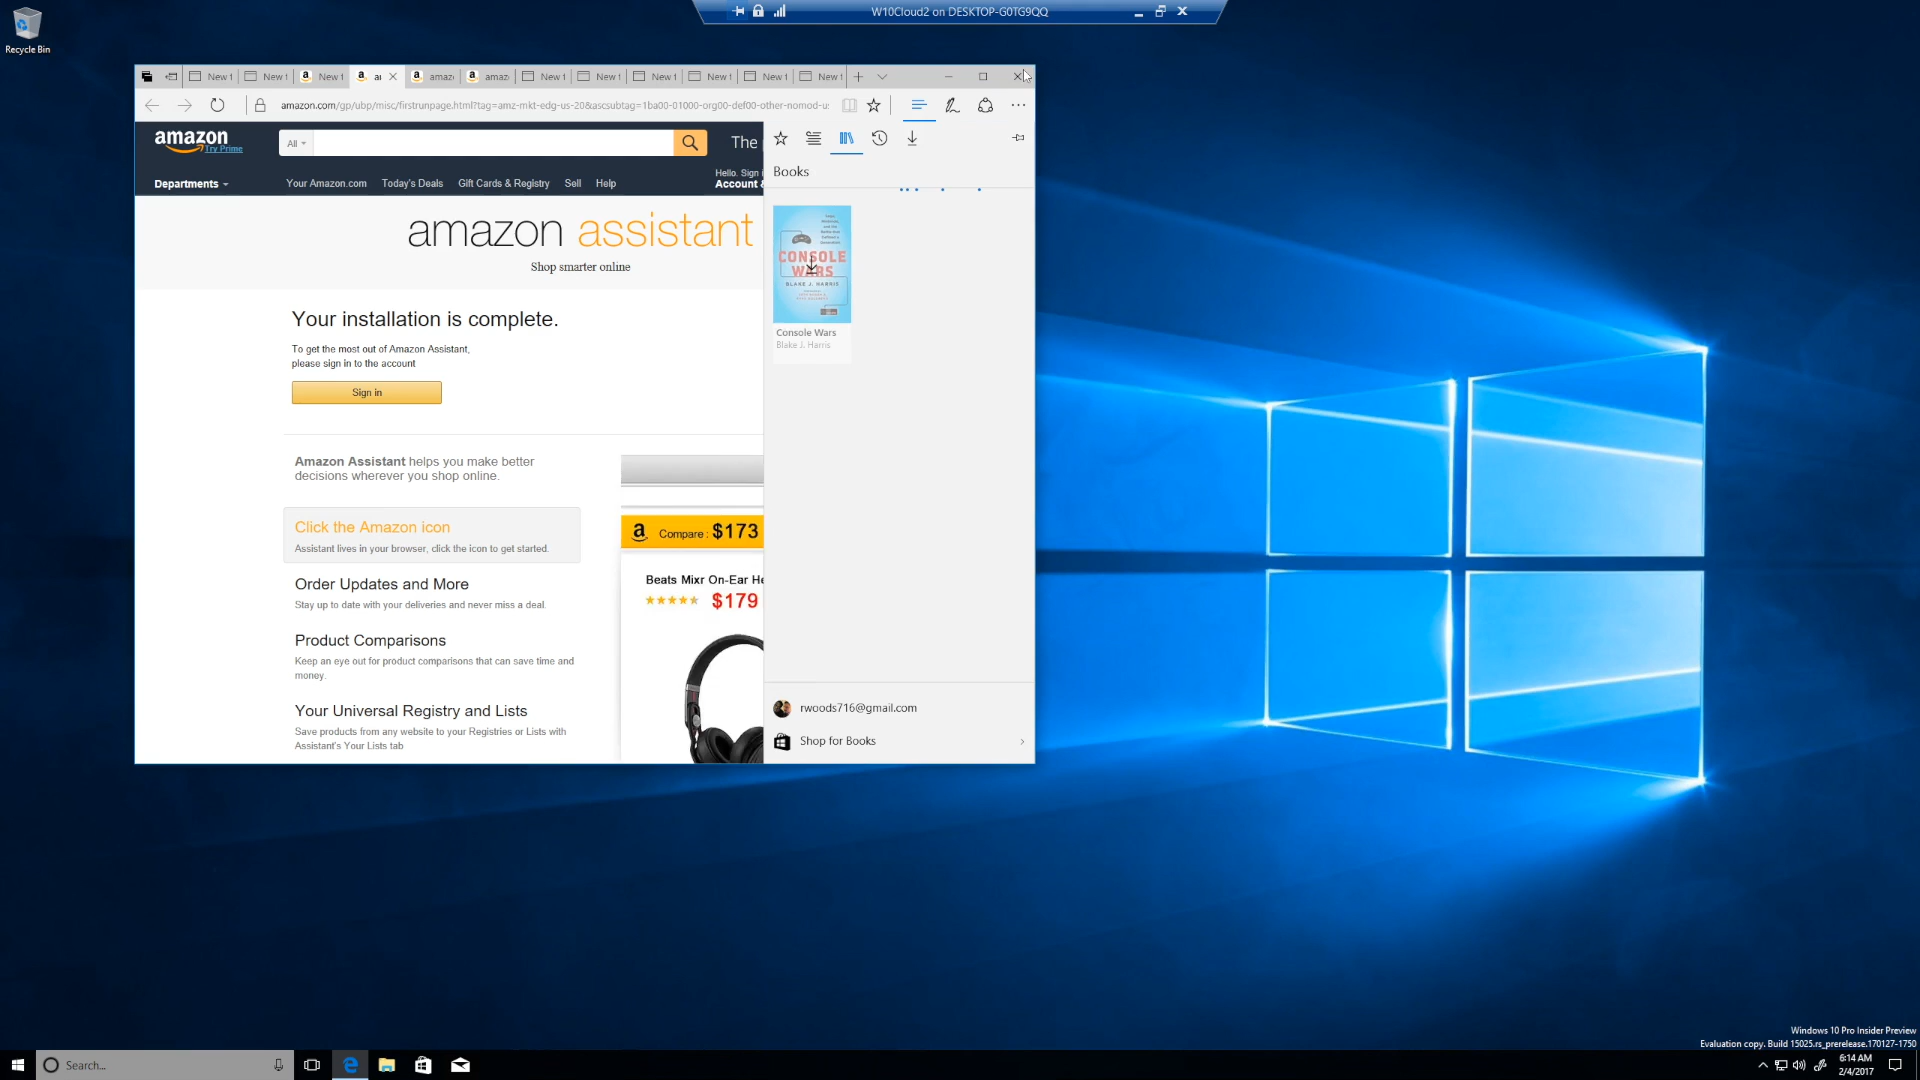 W10Cloud2 on DESKTOP-G0TG9QQ
Recycle Bin
New t
New t
New t
a
amaz
amaz
New t
New t
New t
New t
New t
New t
amazon.com/gp/ubp/misc/firstrunpage.html?tag=amz-mkt-edg-us-20&ascsubtag=1ba00-01000-org00-def00-other-nomod-u
amazon
Try Prime
All
The
Departments
Your Amazon.com
Today's Deals
Gift Cards & Registry
Sell
Help
Hello. Sign i
Account &
Books
amazon assistant
Shop smarter online
CONSOLE
WARS
BLAKE J. HARRIS
Console Wars
Blake J. Harris
Your installation is complete.
To get the most out of Amazon Assistant,
please sign in to the account
Sign in
Amazon Assistant helps you make better
decisions wherever you shop online.
Click the Amazon icon
Assistant lives in your browser, click the icon to get started.
a Compare : $173
Beats Mixr On-Ear He
$179
Order Updates and More
Stay up to date with your deliveries and never miss a deal.
Product Comparisons
Keep an eye out for product comparisons that can save time and
money.
Your Universal Registry and Lists
Save products from any website to your Registries or Lists with
Assistant's Your Lists tab
rwoods716@gmail.com
Shop for Books
Windows 10 Pro Insider Preview
Evaluation copy. Build 15025.rs_prerelease.170127-1750
Search...
6:14 AM
2/4/2017